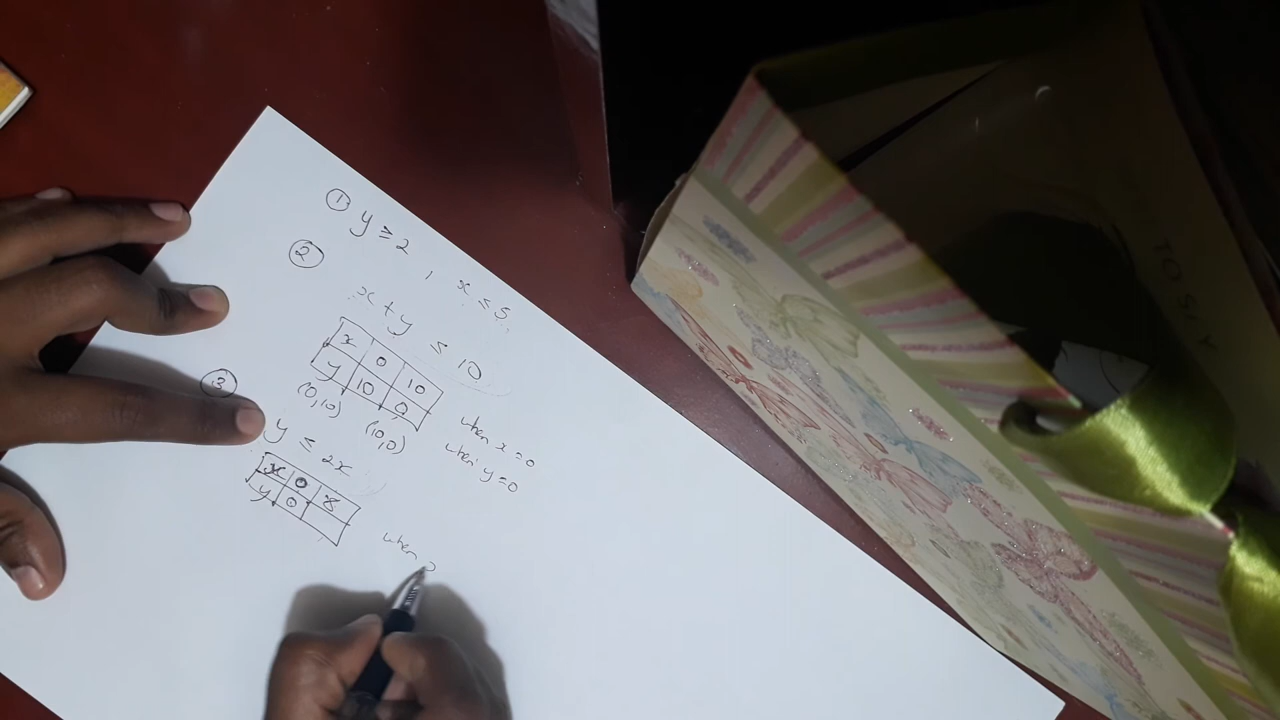 ① y ≥ 2 , x ≤ 5
②
x + y ≤ 10
x 0 10
y 10 0
(0,10) (10,0)
when x = 0
when y = 0
③
y ≤ 2x
x 0 8
y 0
when